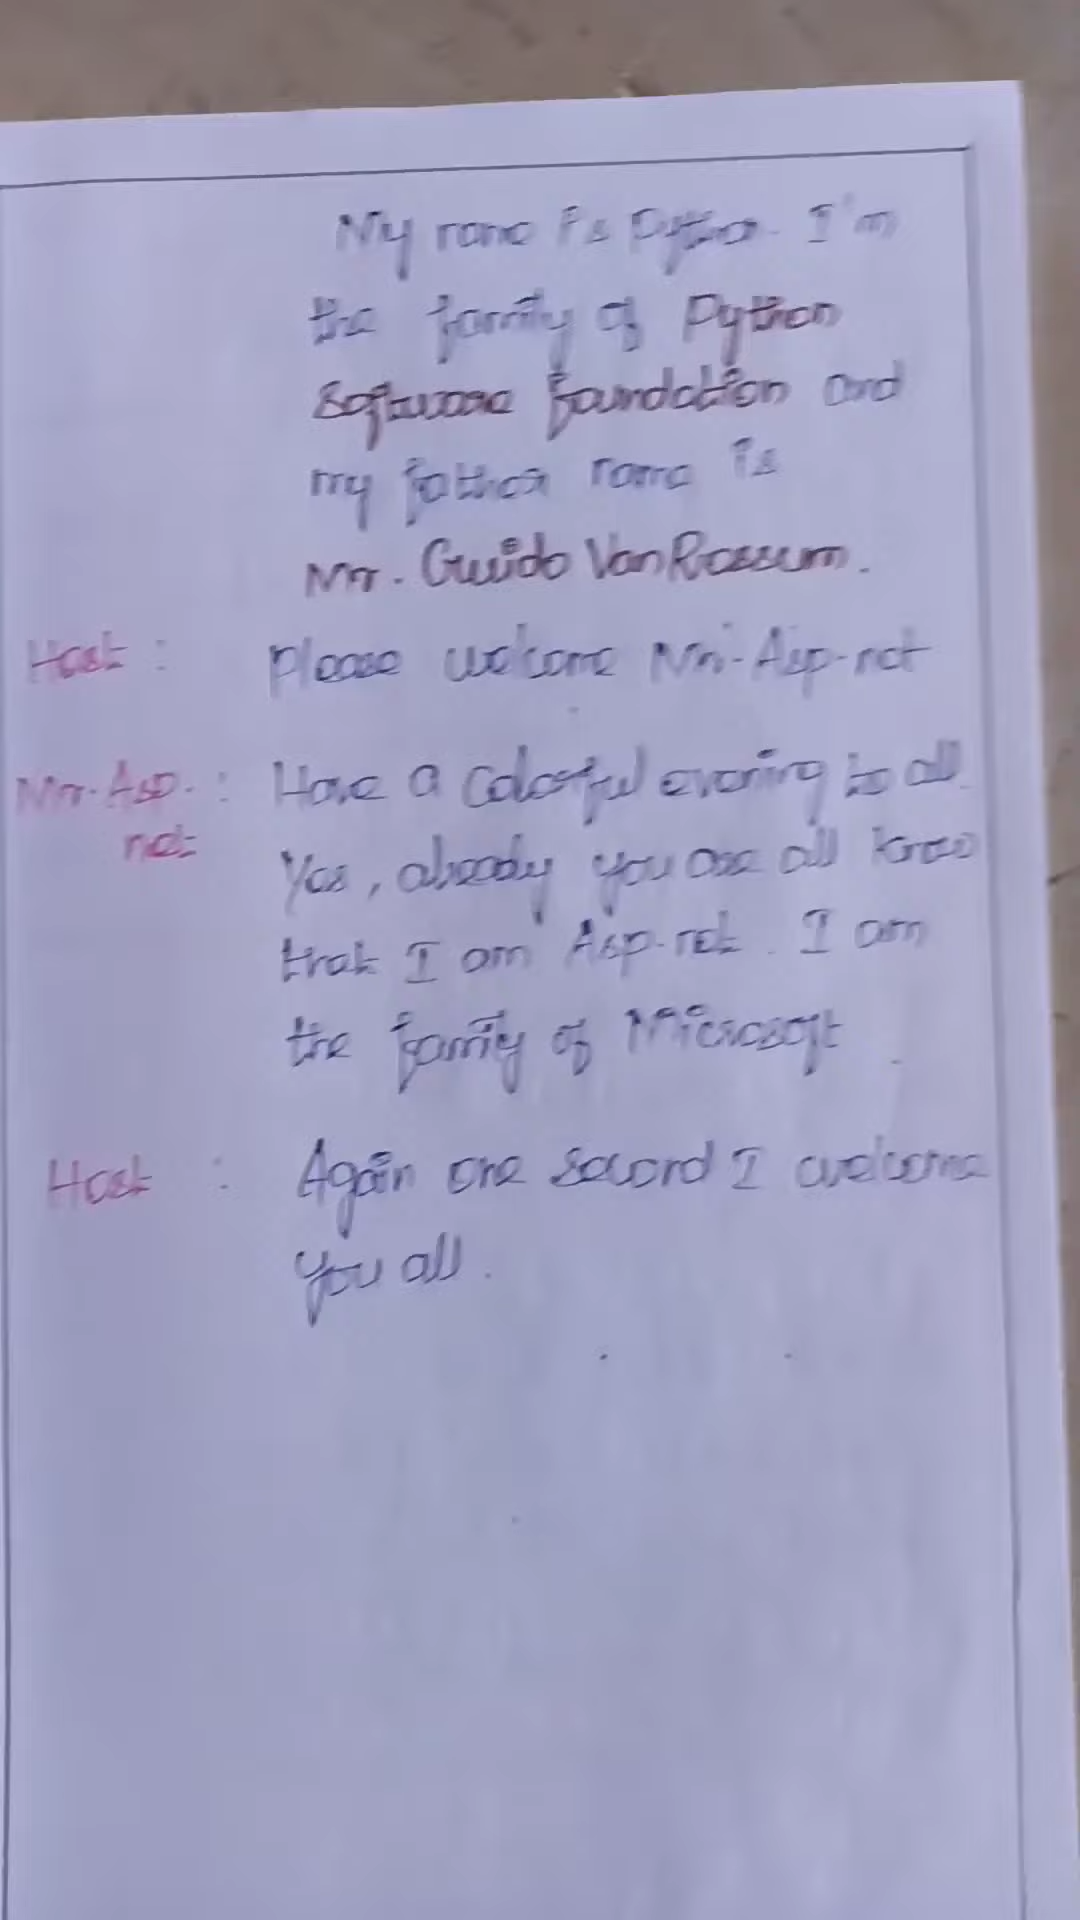 My name is Python. I'm
the family of Python
Software foundation and
my father name is
Mr. Guido Van Rossum.
Host : Please welcome Mr. Asp-net
Mr. Asp. : Have a Colorful evening to all.
net Yes, already you are all know
that I am Asp-net. I am
the family of Microsoft.
Host : Again one second I welcome
you all.